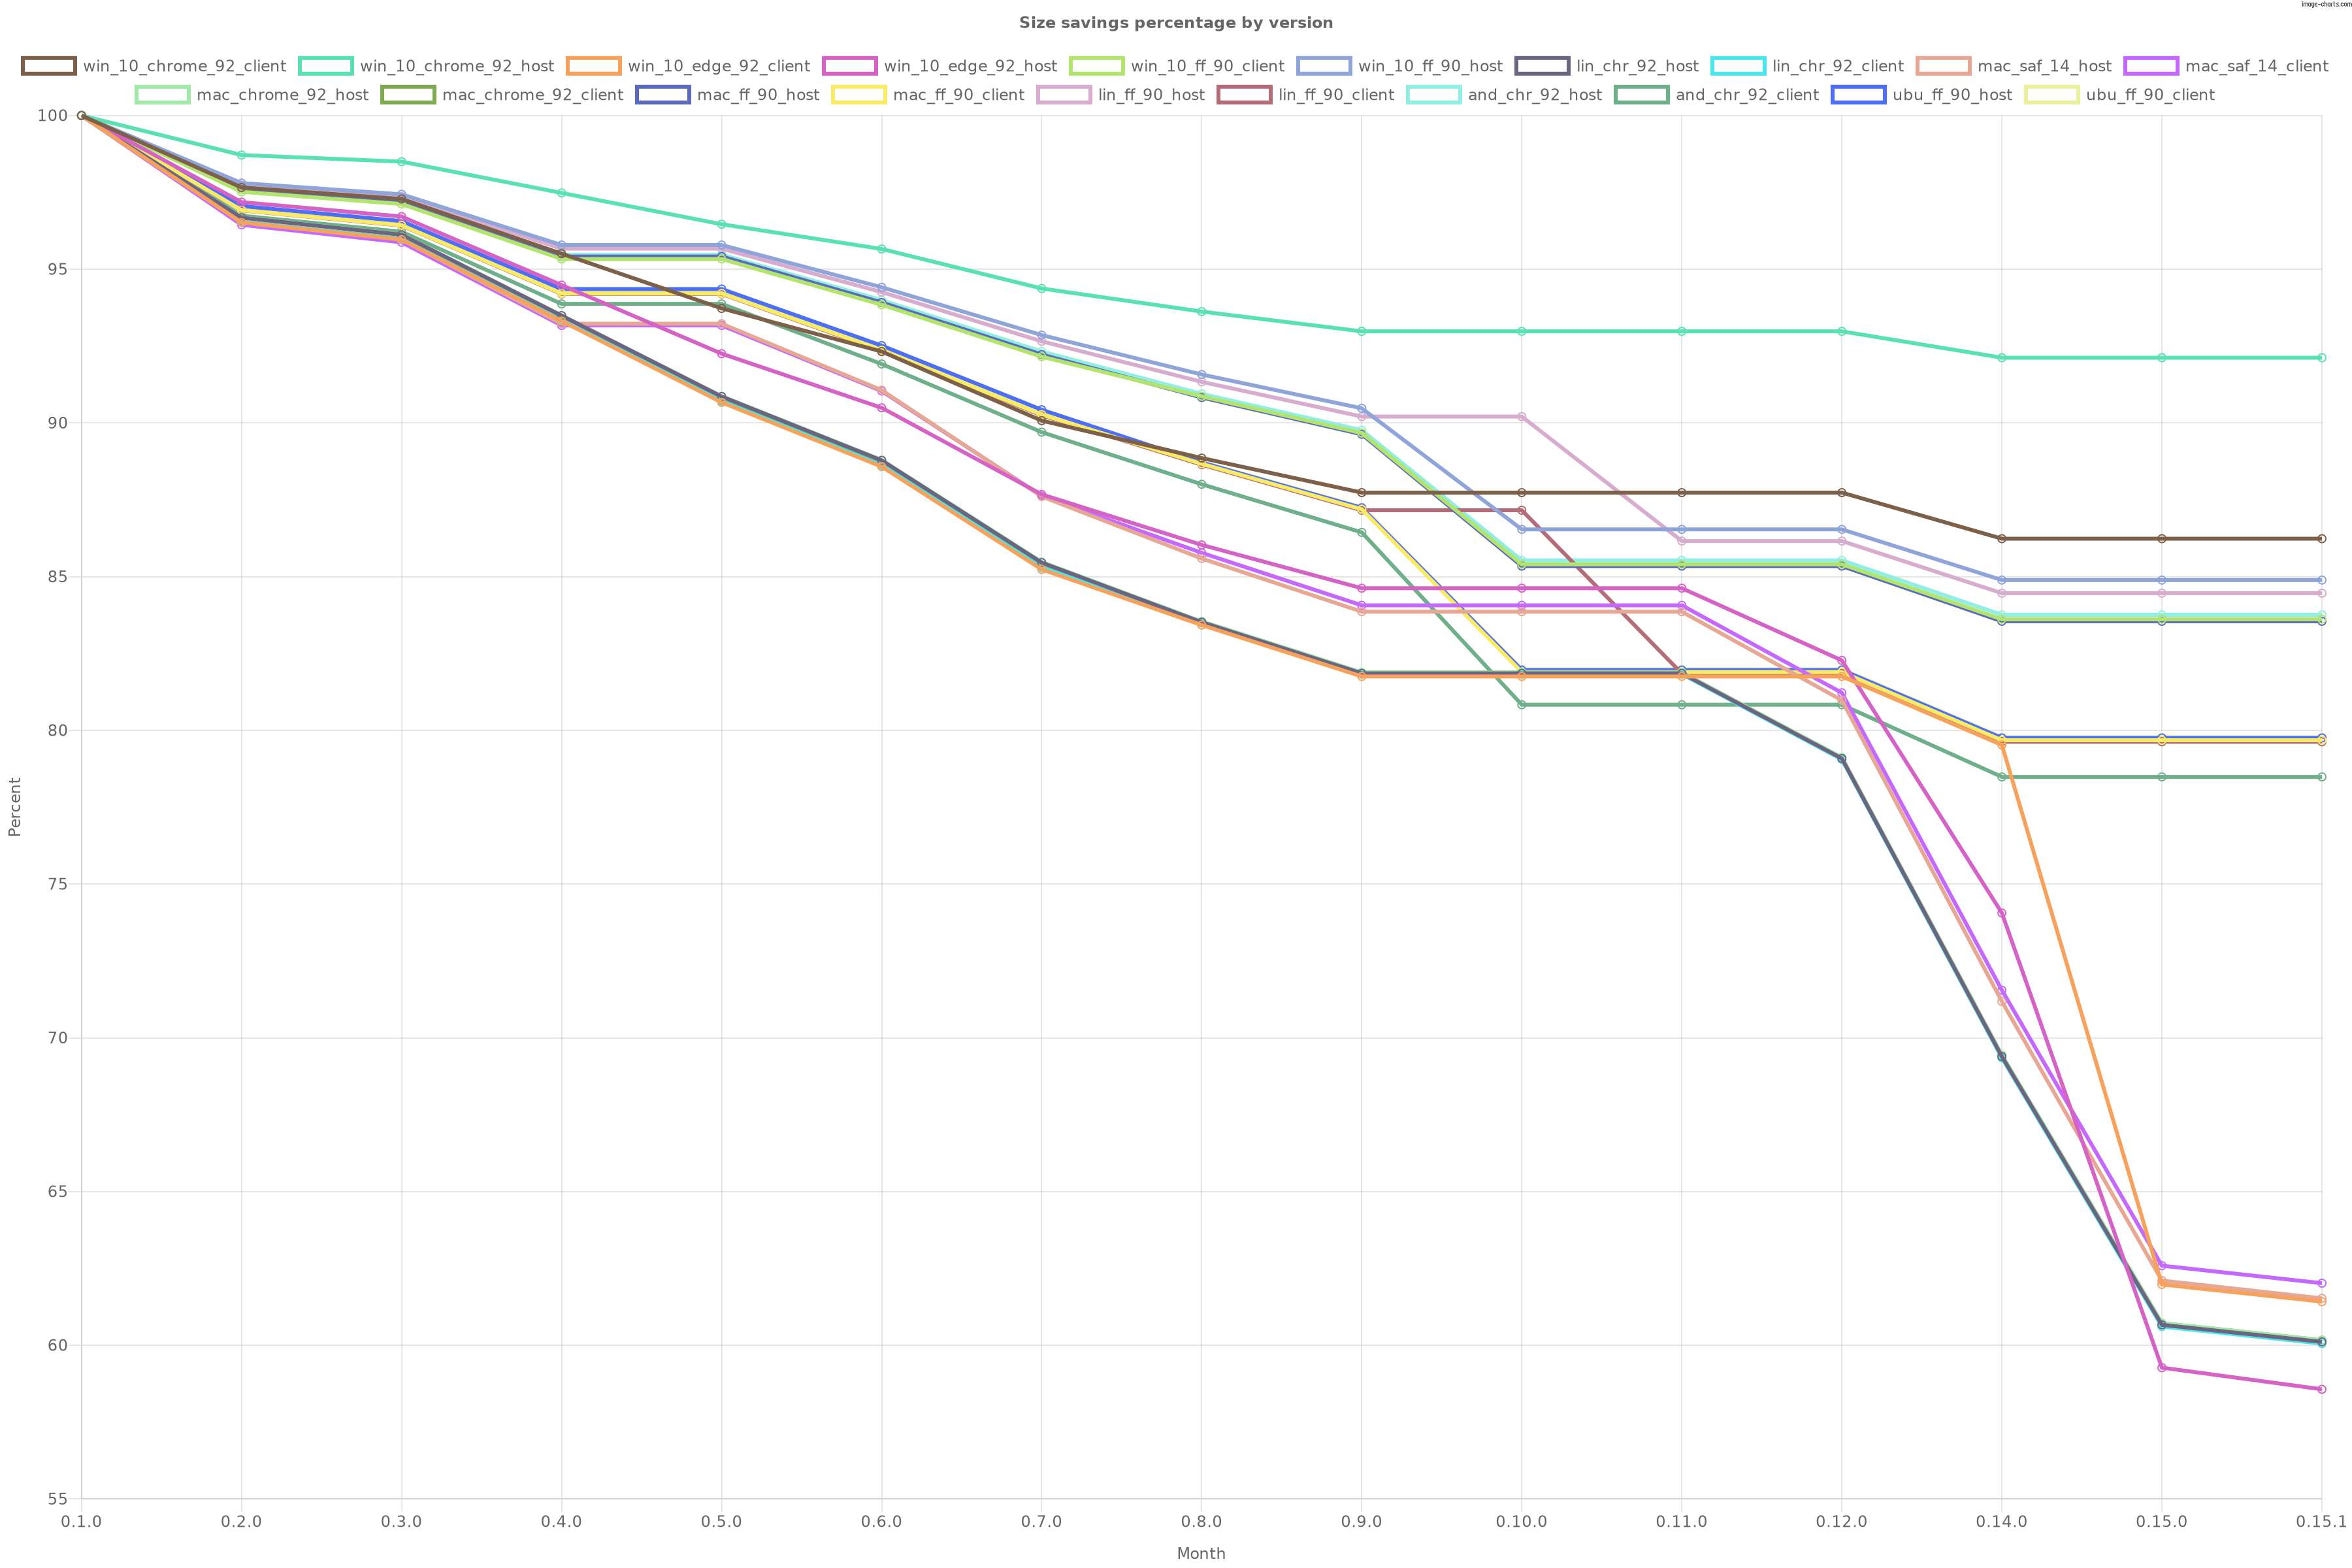 image-charts.com
Size savings percentage by version
win_10_chrome_92_client win_10_chrome_92_host win_10_edge_92_client win_10_edge_92_host win_10_ff_90_client win_10_ff_90_host lin_chr_92_host lin_chr_92_client mac_saf_14_host mac_saf_14_client
mac_chrome_92_host mac_chrome_92_client mac_ff_90_host mac_ff_90_client lin_ff_90_host lin_ff_90_client and_chr_92_host and_chr_92_client ubu_ff_90_host ubu_ff_90_client
100
95
90
85
80
75
70
65
60
55
Percent
0.1.0 0.2.0 0.3.0 0.4.0 0.5.0 0.6.0 0.7.0 0.8.0 0.9.0 0.10.0 0.11.0 0.12.0 0.14.0 0.15.0 0.15.1
Month